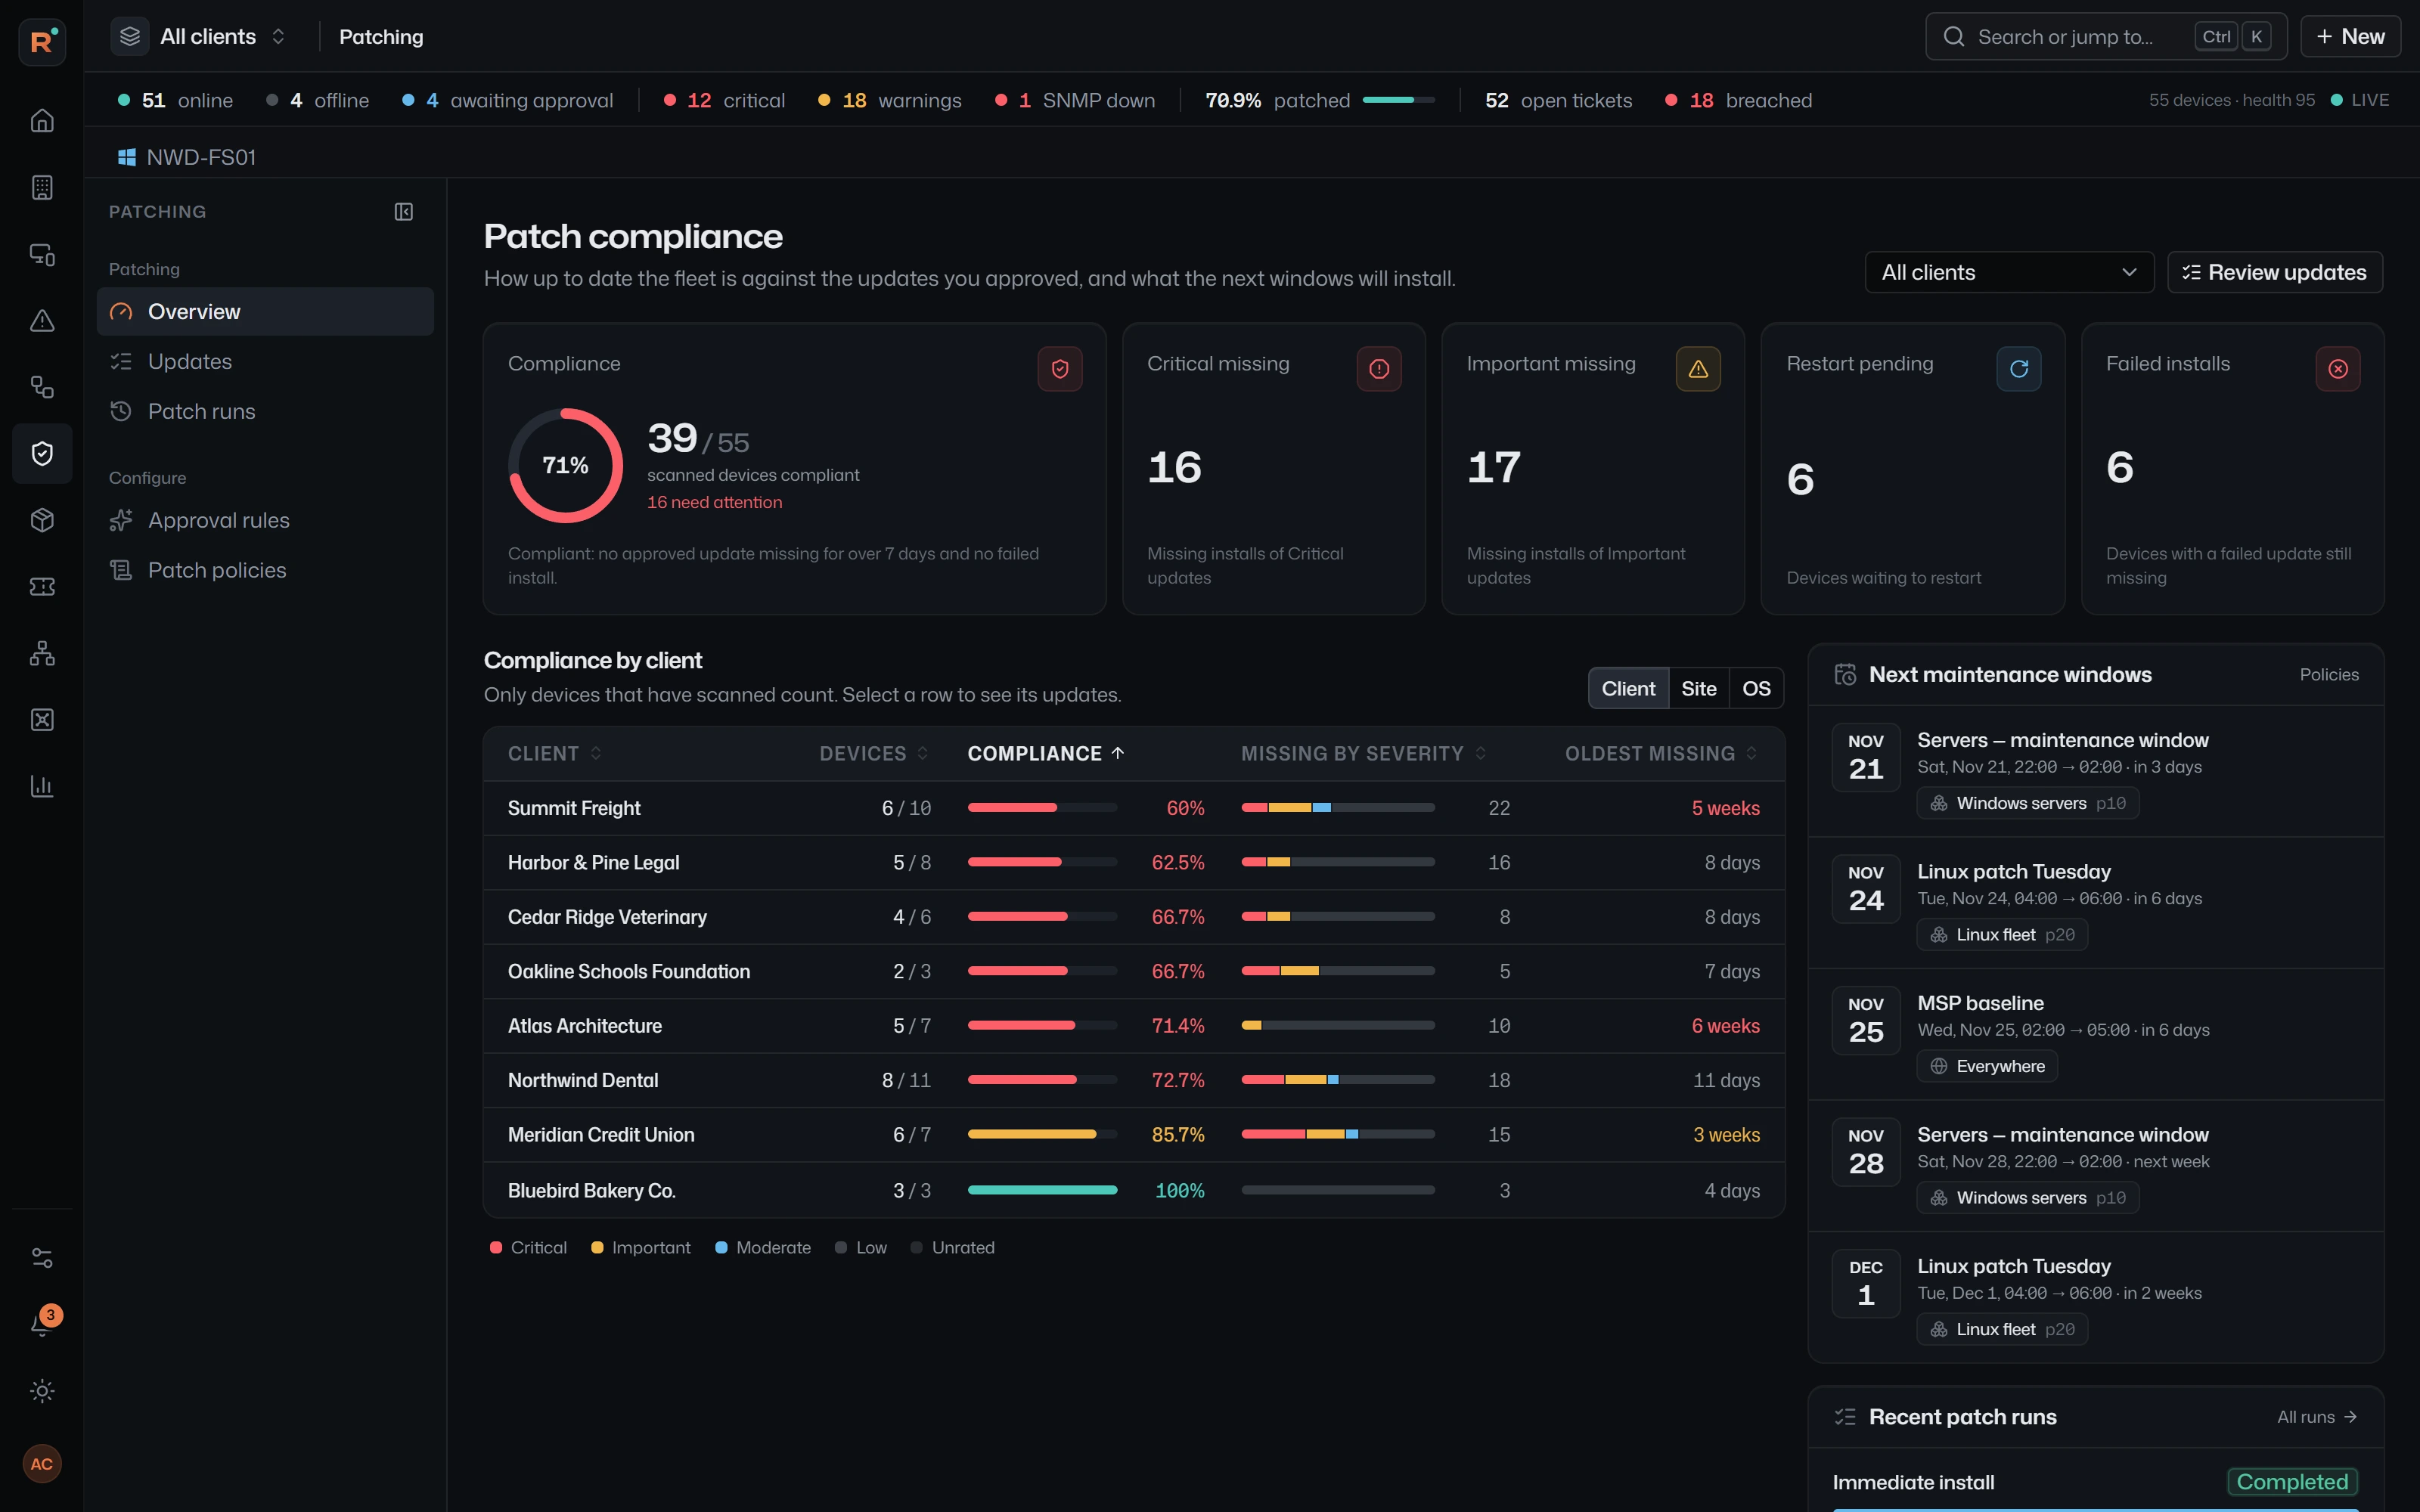 R
All clients
Patching
Search or jump to...
Ctrl
K
New
51 online
4 offline
4 awaiting approval
12 critical
18 warnings
1 SNMP down
70.9% patched
52 open tickets
18 breached
55 devices · health 95
LIVE
NWD-FS01
PATCHING
Patching
Overview
Updates
Patch runs
Configure
Approval rules
Patch policies
3
AC
Patch compliance
How up to date the fleet is against the updates you approved, and what the next windows will install.
All clients
Review updates
Compliance
71%
39 / 55
scanned devices compliant
16 need attention
Compliant: no approved update missing for over 7 days and no failed
install.
Critical missing
16
Missing installs of Critical
updates
Important missing
17
Missing installs of Important
updates
Restart pending
6
Devices waiting to restart
Failed installs
6
Devices with a failed update still
missing
Compliance by client
Only devices that have scanned count. Select a row to see its updates.
Client Site OS
CLIENT DEVICES COMPLIANCE MISSING BY SEVERITY OLDEST MISSING
Summit Freight 6 / 10 60% 22 5 weeks
Harbor & Pine Legal 5 / 8 62.5% 16 8 days
Cedar Ridge Veterinary 4 / 6 66.7% 8 8 days
Oakline Schools Foundation 2 / 3 66.7% 5 7 days
Atlas Architecture 5 / 7 71.4% 10 6 weeks
Northwind Dental 8 / 11 72.7% 18 11 days
Meridian Credit Union 6 / 7 85.7% 15 3 weeks
Bluebird Bakery Co. 3 / 3 100% 3 4 days
Critical Important Moderate Low Unrated
Next maintenance windows
Policies
NOV
21
Servers – maintenance window
Sat, Nov 21, 22:00 → 02:00 · in 3 days
Windows servers p10
NOV
24
Linux patch Tuesday
Tue, Nov 24, 04:00 → 06:00 · in 6 days
Linux fleet p20
NOV
25
MSP baseline
Wed, Nov 25, 02:00 → 05:00 · in 6 days
Everywhere
NOV
28
Servers – maintenance window
Sat, Nov 28, 22:00 → 02:00 · next week
Windows servers p10
DEC
1
Linux patch Tuesday
Tue, Dec 1, 04:00 → 06:00 · in 2 weeks
Linux fleet p20
Recent patch runs
All runs →
Immediate install
Completed